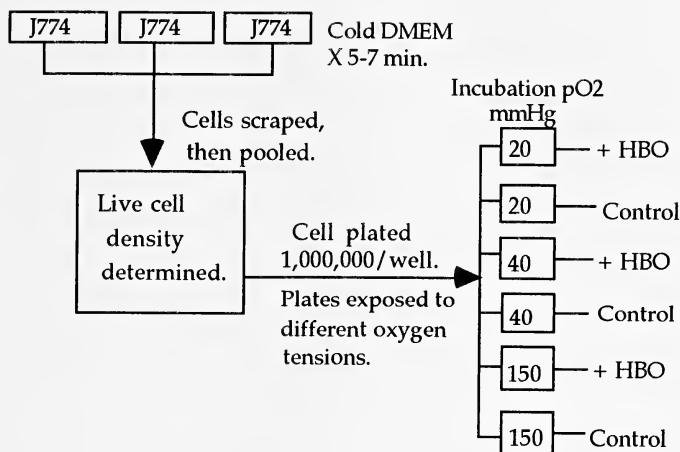 J774 J774 J774
Cold DMEM
X 5-7 min.
Cells scraped,
then pooled.
Live cell
density
determined.
Cell plated
1,000,000/well.
Plates exposed to
different oxygen
tensions.
Incubation pO2
mmHg
20 + HBO
20 Control
40 + HBO
40 Control
150 + HBO
150 Control